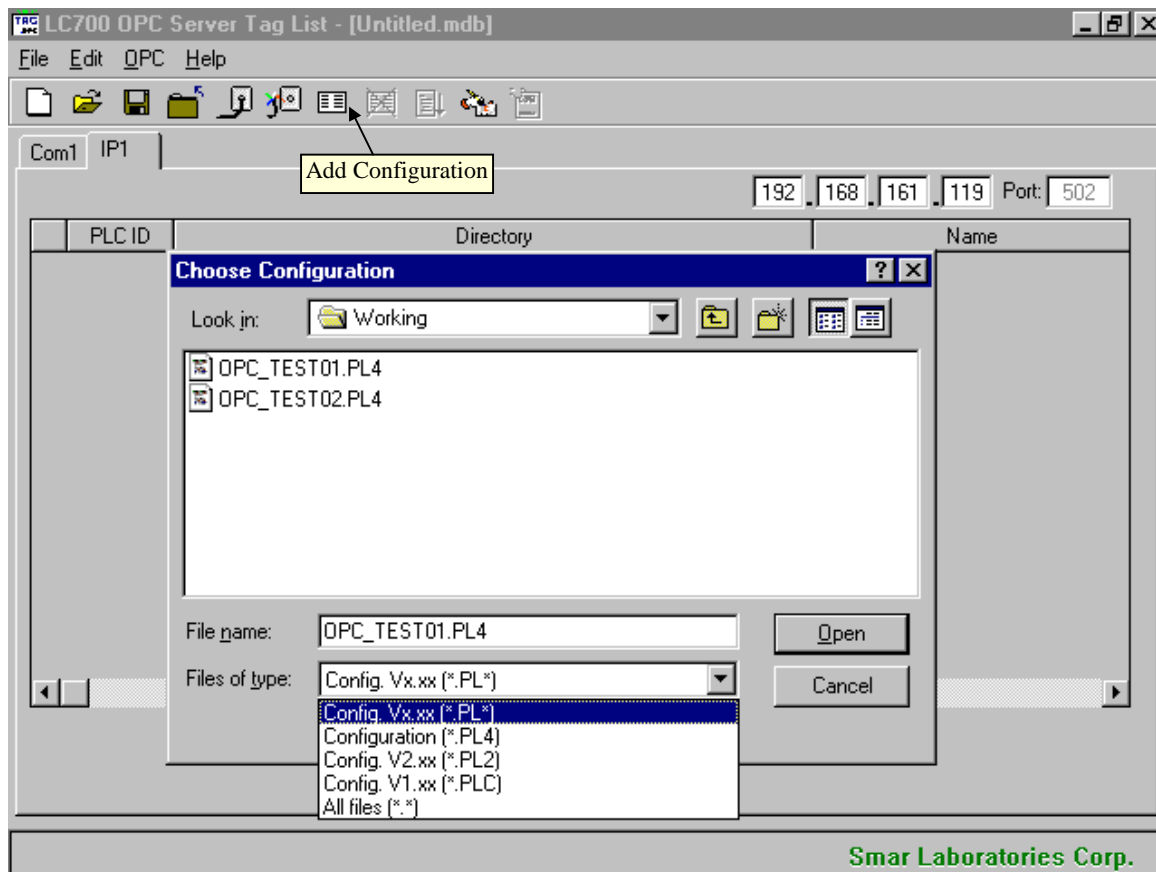 LC700 OPC Server Tag List - [Untitled.mdb]
File Edit OPC Help
Add Configuration
Com1 IP1
192 . 168 . 161 . 119 Port: 502
PLC ID Directory Name
Choose Configuration
Look in: Working
OPC_TEST01.PL4
OPC_TEST02.PL4
File name: OPC_TEST01.PL4 Open
Files of type: Config. Vx.xx (*.PL*) Cancel
Config. Vx.xx (*.PL*)
Configuration (*.PL4)
Config. V2.xx (*.PL2)
Config. V1.xx (*.PLC)
All files (*.*)
Smar Laboratories Corp.